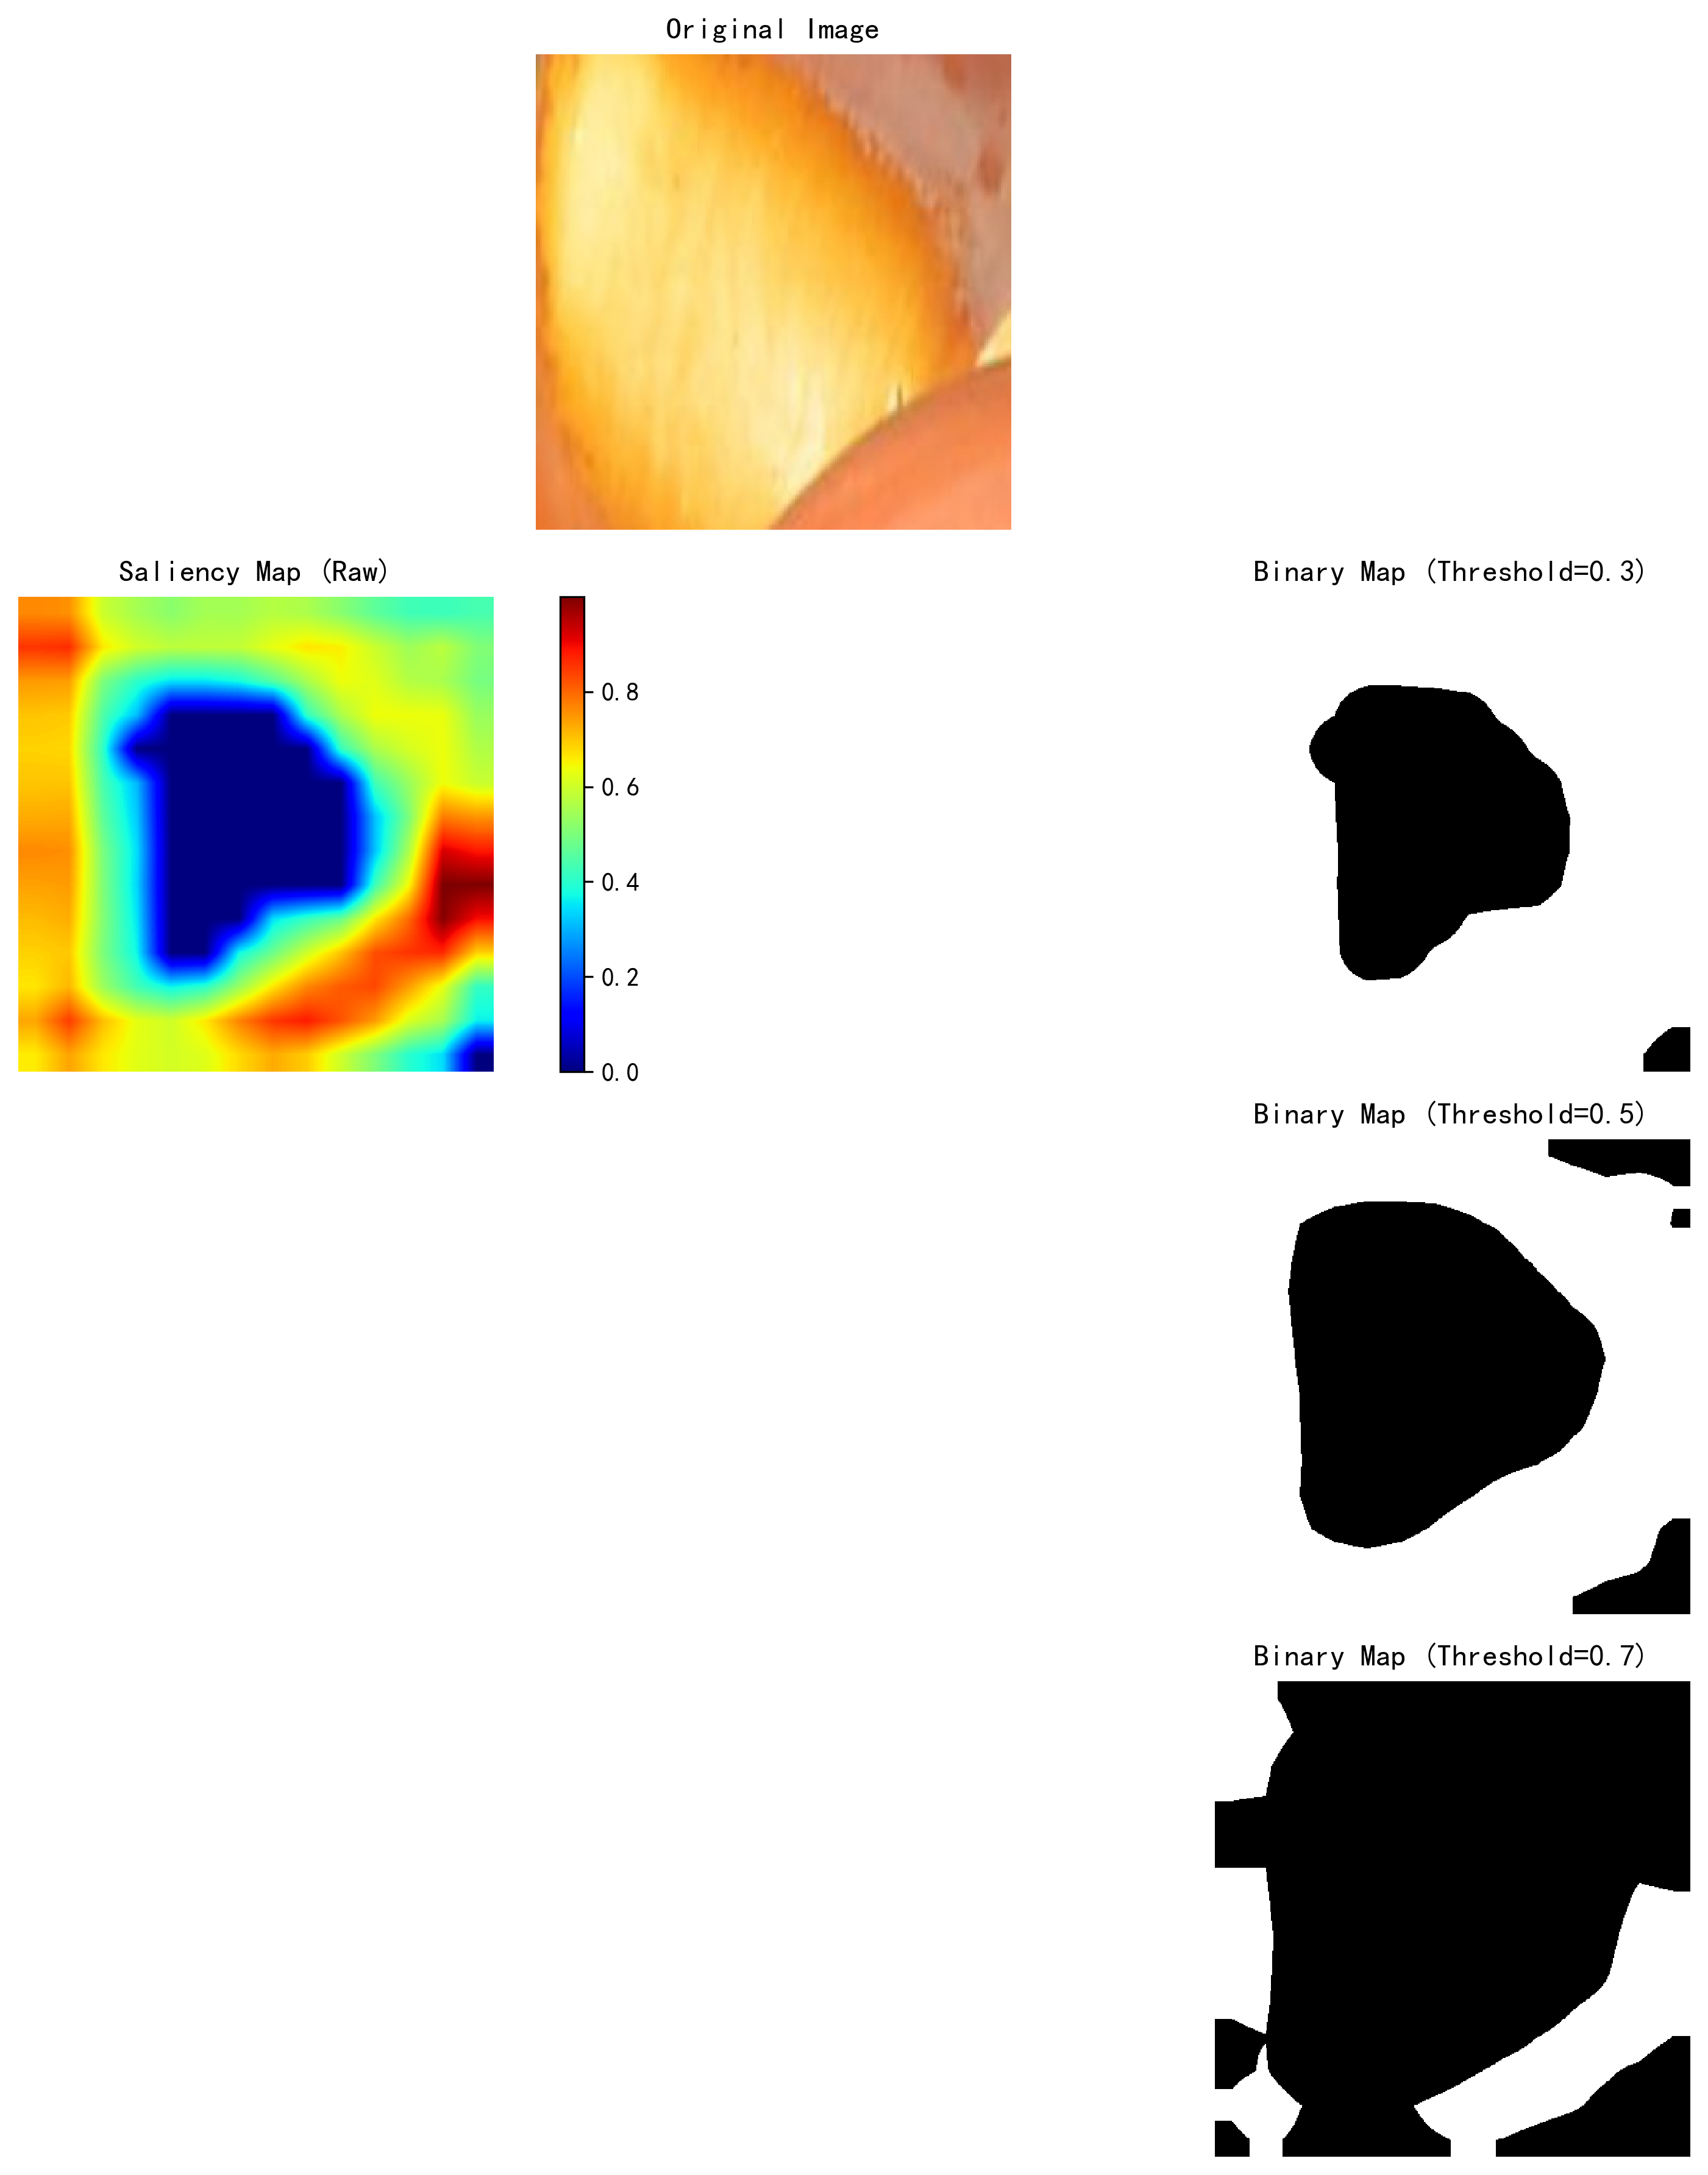 Original Image
Saliency Map (Raw)
Binary Map (Threshold=0.3)
0.8
0.6
0.4
0.2
0.0
Binary Map (Threshold=0.5)
Binary Map (Threshold=0.7)